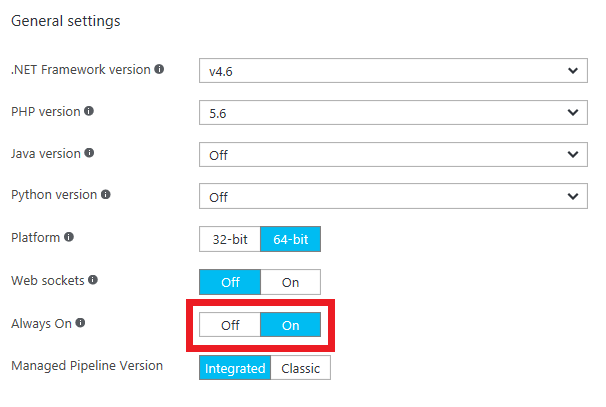 General settings
.NET Framework version v4.6
PHP version 5.6
Java version Off
Python version Off
Platform 32-bit 64-bit
Web sockets Off On
Always On Off On
Managed Pipeline Version Integrated Classic